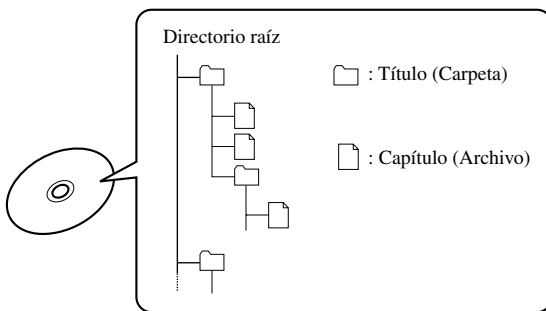 Directorio raíz
: Título (Carpeta)
: Capítulo (Archivo)